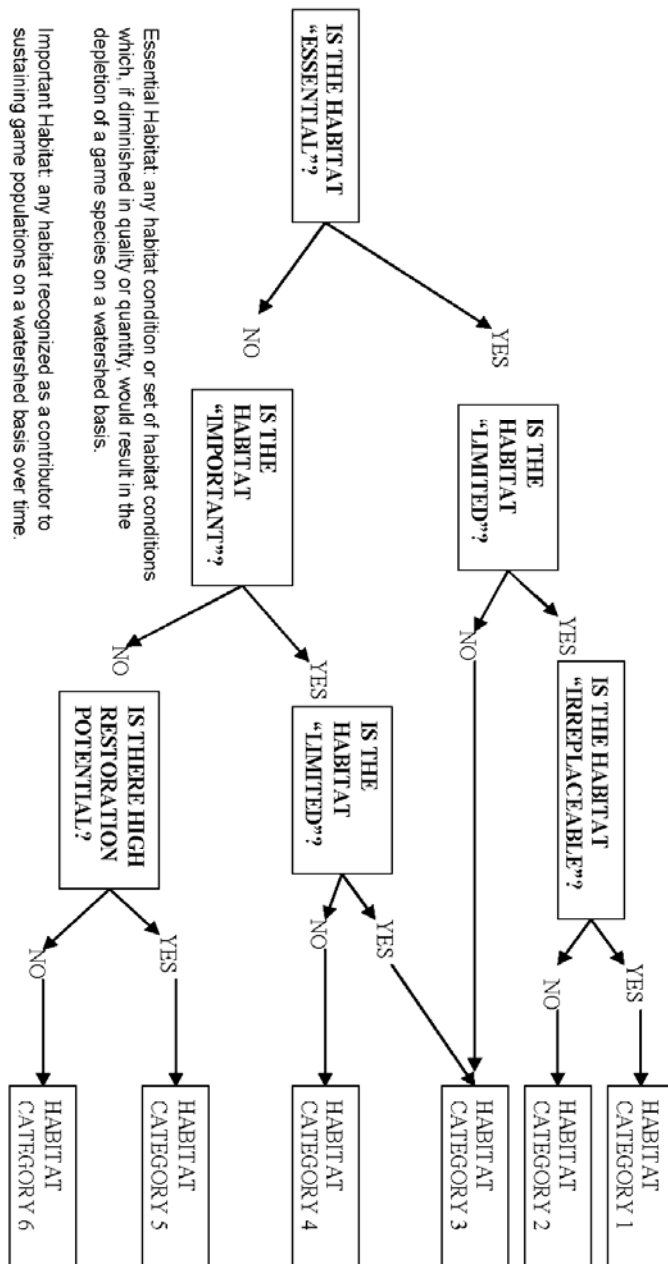 IS THE HABITAT
“ESSENTIAL”?
YES
NO
IS THE
HABITAT
“LIMITED”?
YES
NO
IS THE HABITAT
“IRREPLACEABLE”?
YES
NO
HABITAT
CATEGORY 1
HABITAT
CATEGORY 2
HABITAT
CATEGORY 3
IS THE
HABITAT
“IMPORTANT”?
YES
NO
IS THE
HABITAT
“LIMITED”?
YES
NO
HABITAT
CATEGORY 4
IS THERE HIGH
RESTORATION
POTENTIAL?
YES
NO
HABITAT
CATEGORY 5
HABITAT
CATEGORY 6
Essential Habitat: any habitat condition or set of habitat conditions
which, if diminished in quality or quantity, would result in the
depletion of a game species on a watershed basis.
Important Habitat: any habitat recognized as a contributor to
sustaining game populations on a watershed basis over time.